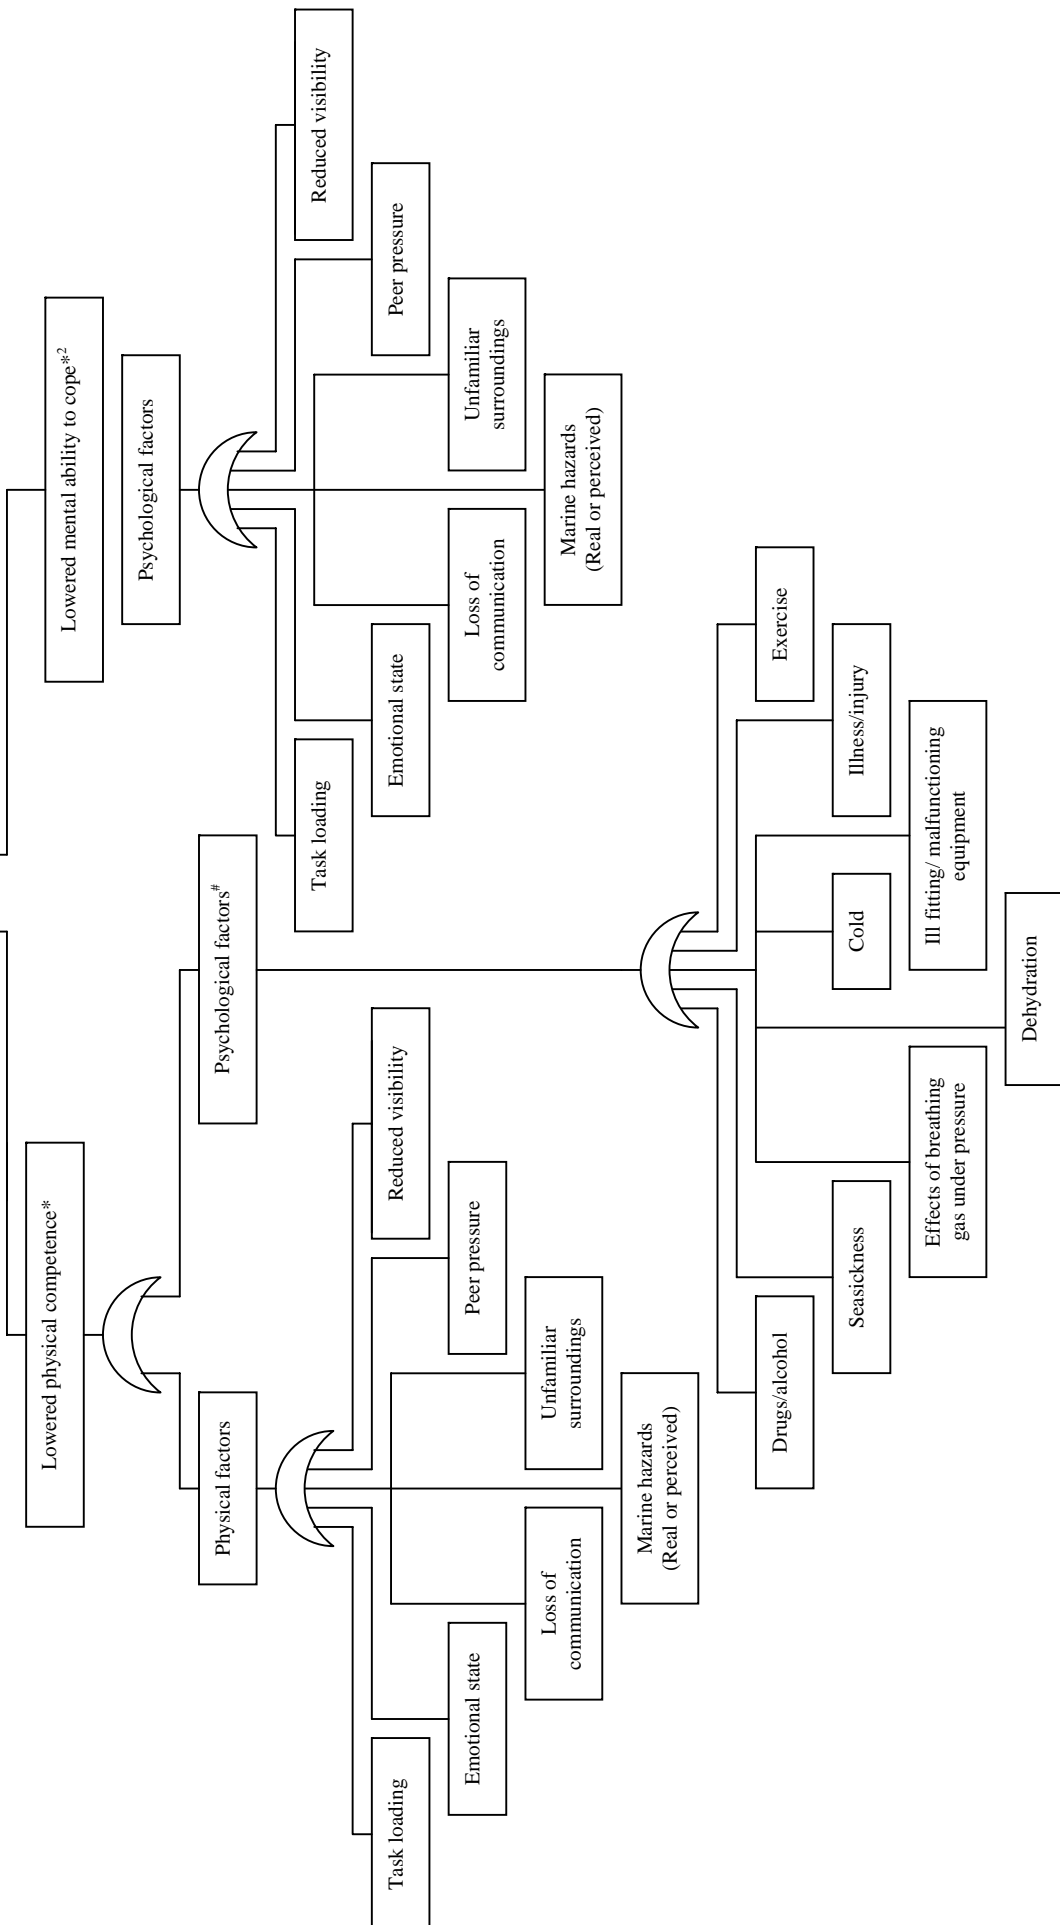 Lowered physical competence*
Lowered mental ability to cope*²
Physical factors
Psychological factors#
Psychological factors
Task loading
Emotional state
Loss of
communication
Marine hazards
(Real or perceived)
Unfamiliar
surroundings
Peer pressure
Reduced visibility
Task loading
Emotional state
Loss of
communication
Marine hazards
(Real or perceived)
Unfamiliar
surroundings
Peer pressure
Reduced visibility
Drugs/alcohol
Seasickness
Effects of breathing
gas under pressure
Dehydration
Cold
Ill fitting/ malfunctioning
equipment
Illness/injury
Exercise